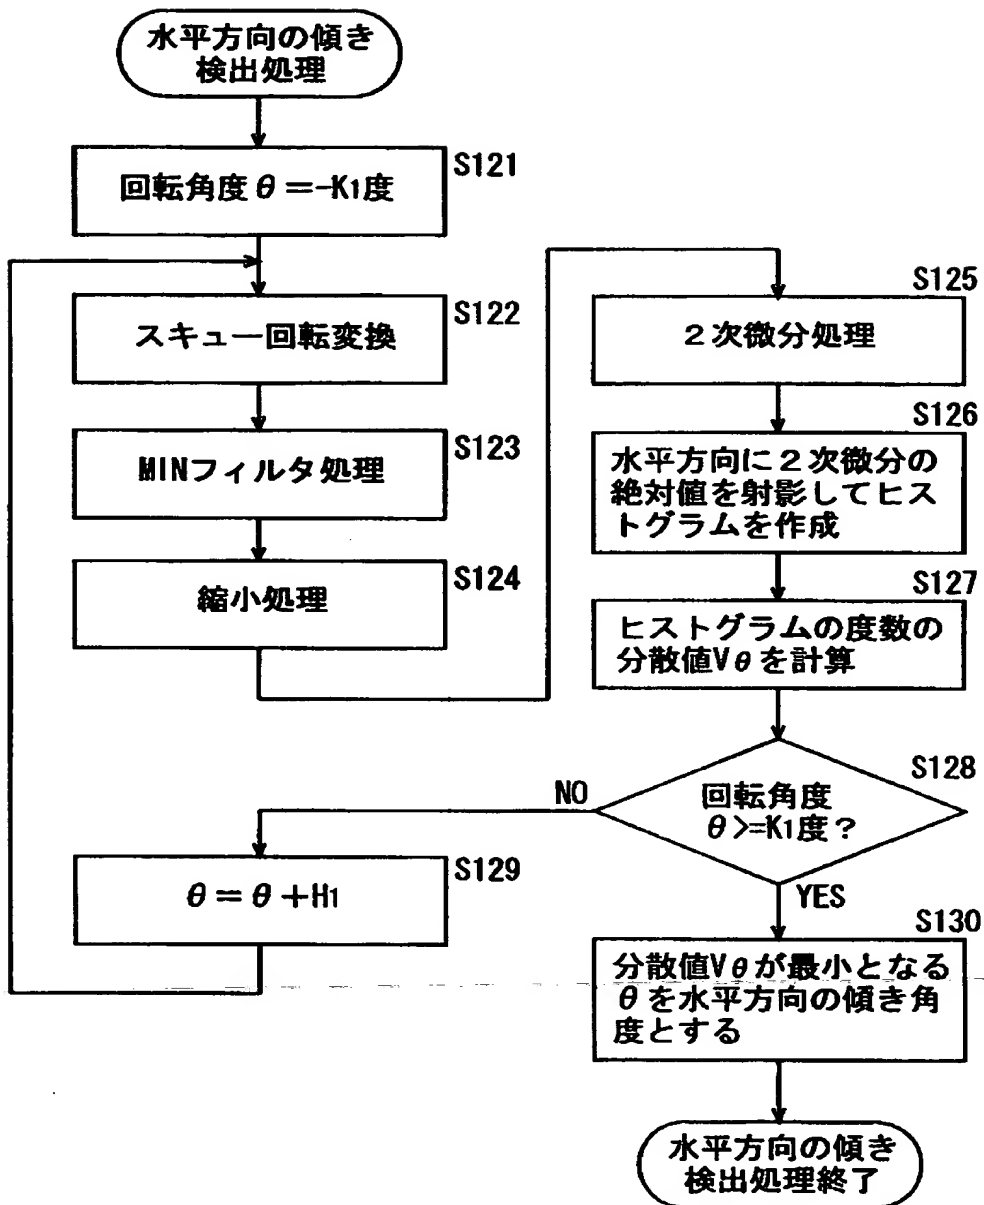 水平方向の傾き
検出処理
S121
回転角度θ=-K1度
S122
スキュー回転変換
S123
MINフィルタ処理
S124
縮小処理
S125
2次微分処理
S126
水平方向に2次微分の
絶対値を射影してヒス
トグラムを作成
S127
ヒストグラムの度数の
分散値Vθを計算
S128
回転角度
θ>=K1度?
NO
YES
S129
θ=θ+H1
S130
分散値Vθが最小となる
θを水平方向の傾き角
度とする
水平方向の傾き
検出処理終了